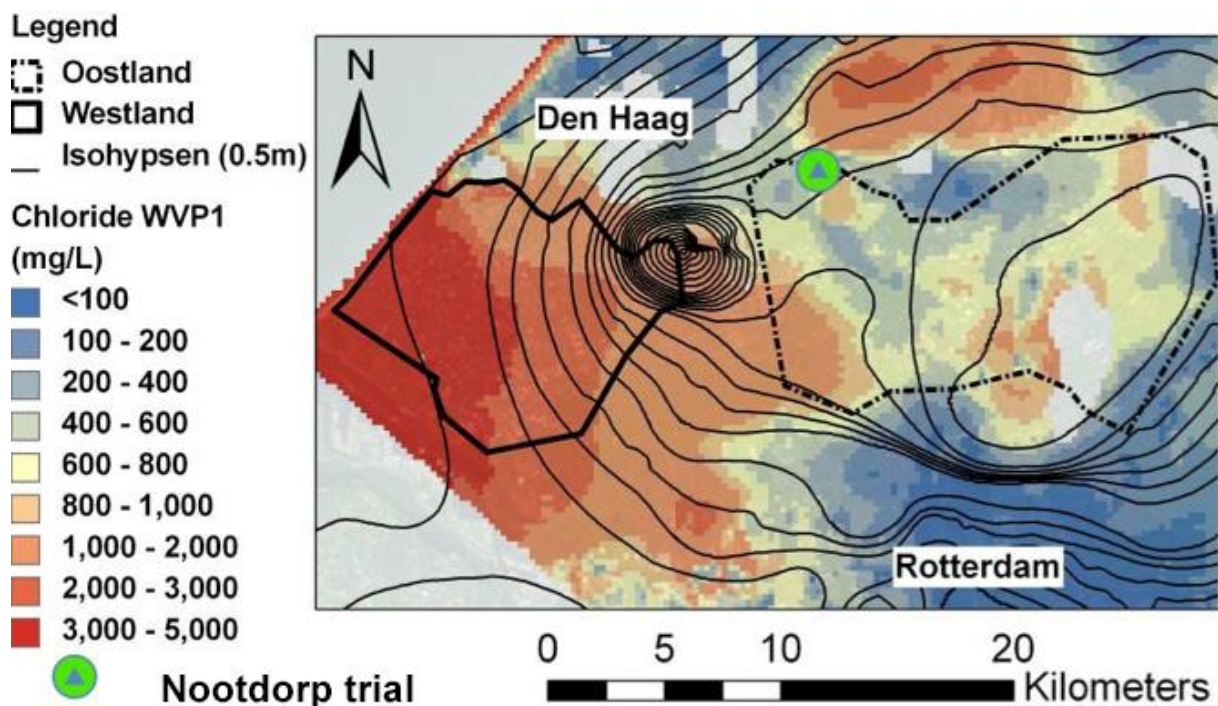 Legend
Oostland
Westland
Isohypsen (0.5m)
Chloride WVP1
(mg/L)
<100
100 - 200
200 - 400
400 - 600
600 - 800
800 - 1,000
1,000 - 2,000
2,000 - 3,000
3,000 - 5,000
Nootdorp trial
N
Den Haag
Rotterdam
0 5 10 20
Kilometers